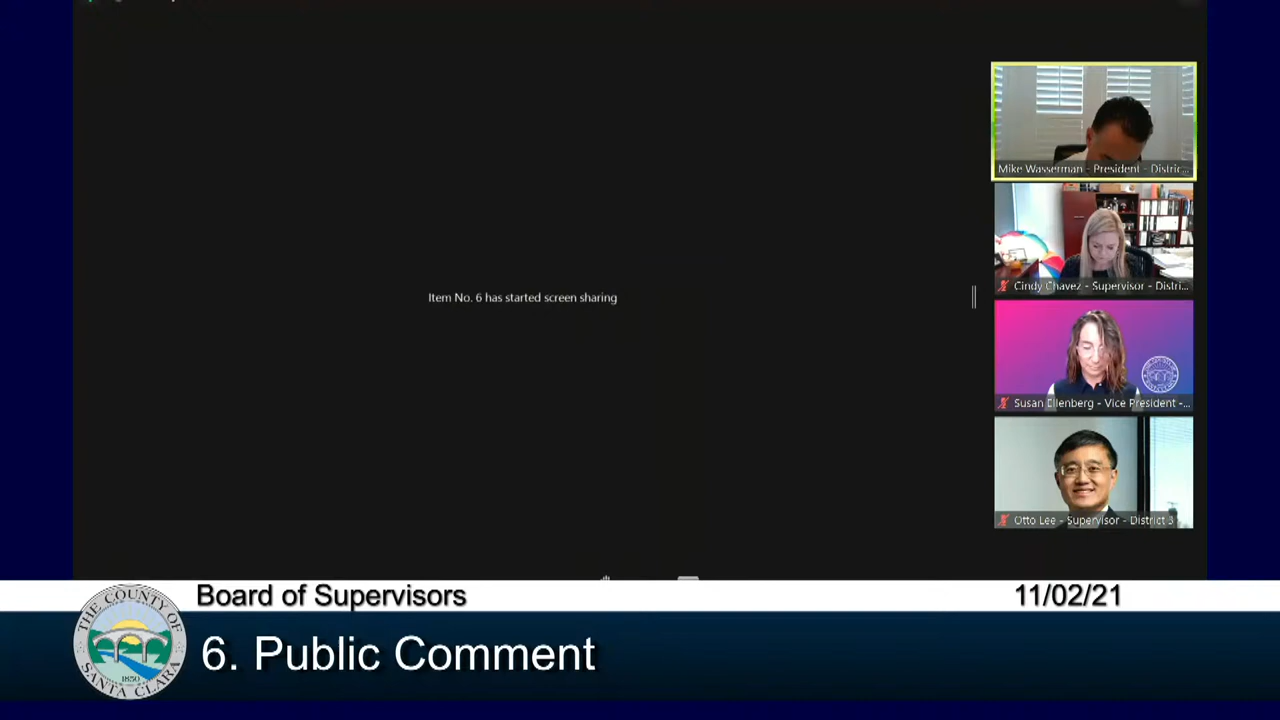 Mike Wasserman - President - Distric...
Cindy Chavez - Supervisor - Distri...
Item No. 6 has started screen sharing
Susan Ellenberg - Vice President -...
Otto Lee - Supervisor - District 3
Board of Supervisors
11/02/21
THE COUNTY OF
SANTA CLARA
1850
6. Public Comment